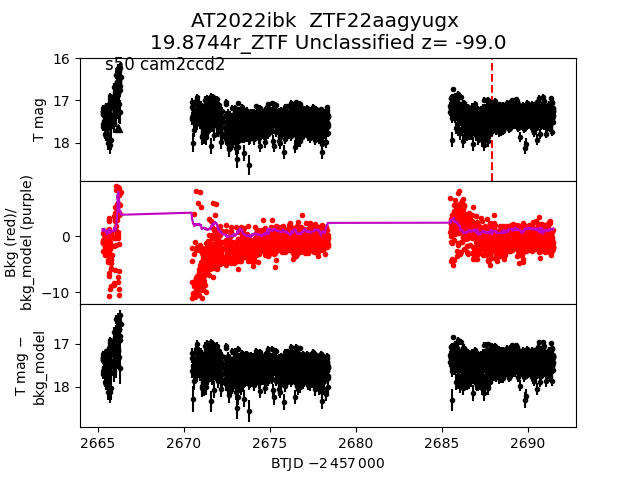 AT2022ibk  ZTF22aagyugx
19.8744r_ZTF Unclassified z= -99.0
s50 cam2ccd2
T mag
16
17
18
Bkg (red)/
bkg_model (purple)
0
−10
T mag −
bkg_model
17
18
2665
2670
2675
2680
2685
2690
BTJD −2 457 000